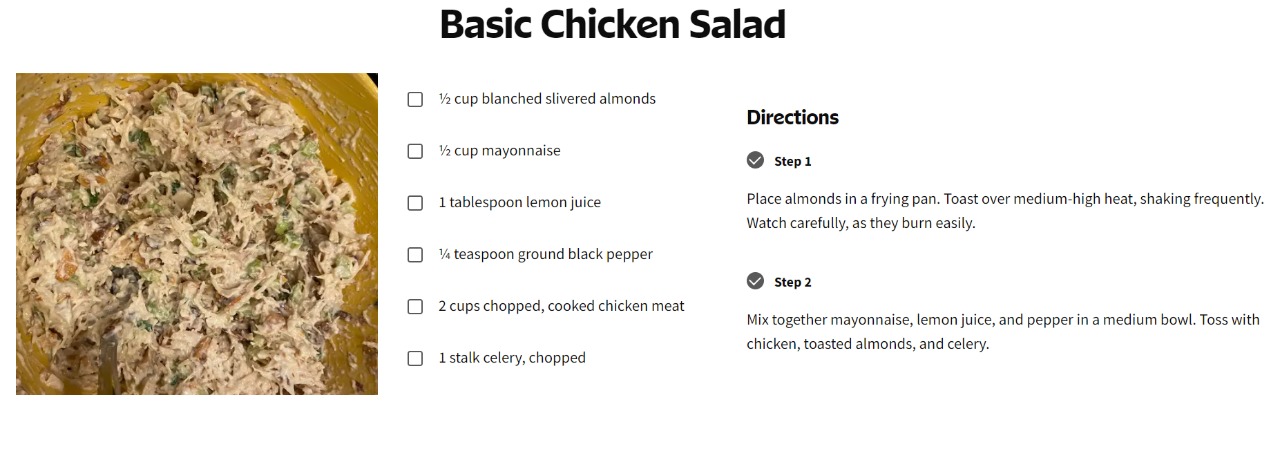 Basic Chicken Salad
½ cup blanched slivered almonds
½ cup mayonnaise
1 tablespoon lemon juice
¼ teaspoon ground black pepper
2 cups chopped, cooked chicken meat
1 stalk celery, chopped
Directions
Step 1
Place almonds in a frying pan. Toast over medium-high heat, shaking frequently.
Watch carefully, as they burn easily.
Step 2
Mix together mayonnaise, lemon juice, and pepper in a medium bowl. Toss with
chicken, toasted almonds, and celery.